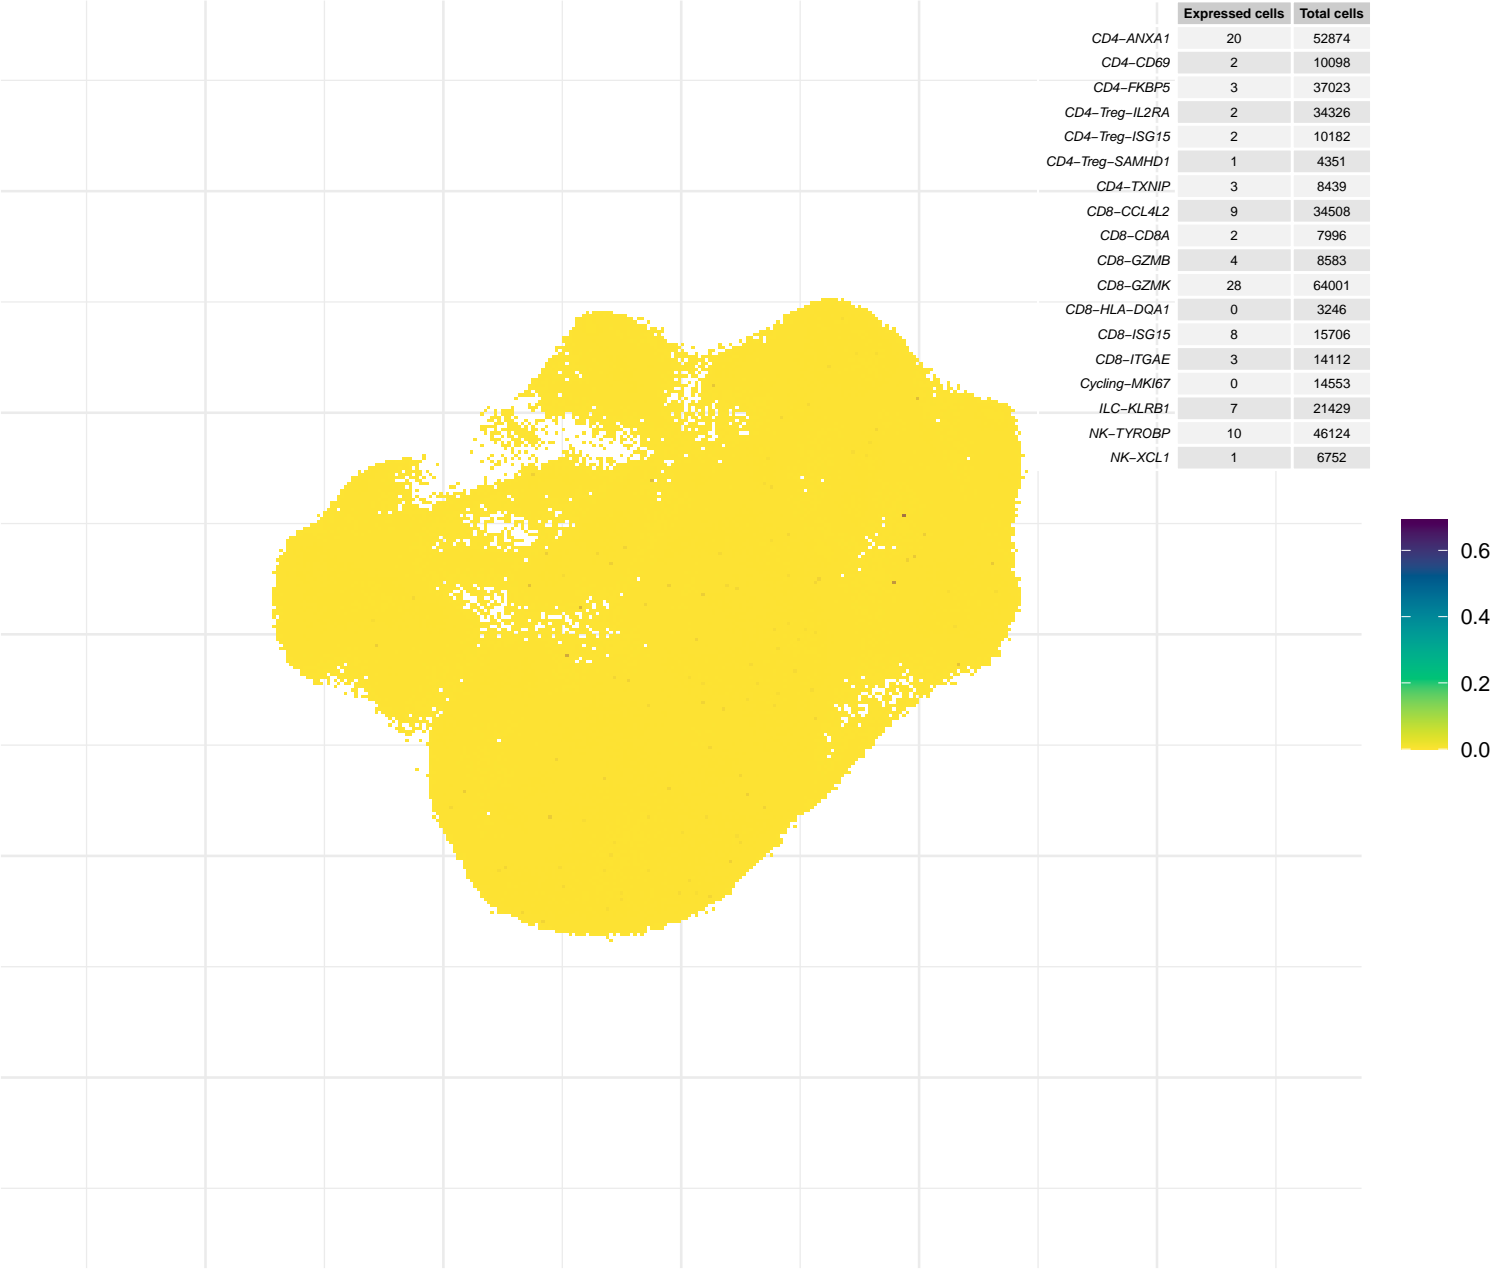 Expressed cells Total cells
CD4−ANXA1 20 52874
CD4−CD69 2 10098
CD4−FKBP5 3 37023
CD4−Treg−IL2RA 2 34326
CD4−Treg−ISG15 2 10182
CD4−Treg−SAMHD1 1 4351
CD4−TXNIP 3 8439
CD8−CCL4L2 9 34508
CD8−CD8A 2 7996
CD8−GZMB 4 8583
CD8−GZMK 28 64001
CD8−HLA−DQA1 0 3246
CD8−ISG15 8 15706
CD8−ITGAE 3 14112
Cycling−MKI67 0 14553
ILC−KLRB1 7 21429
NK−TYROBP 10 46124
NK−XCL1 1 6752
0.6
0.4
0.2
0.0